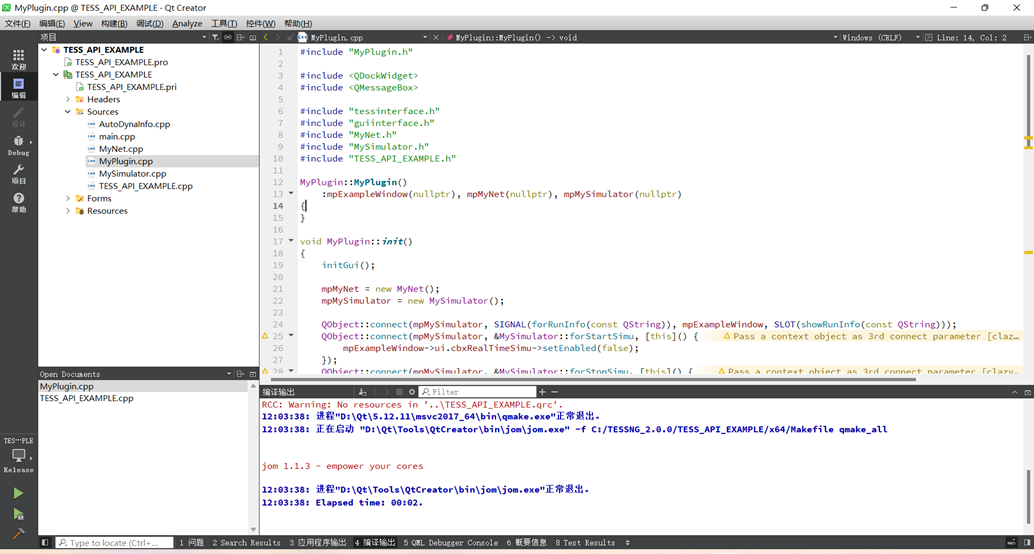 MyPlugin.cpp @ TESS_API_EXAMPLE - Qt Creator
文件(F) 编辑(E) View 构建(B) 调试(D) Analyze 工具(T) 控件(W) 帮助(H)
项目
MyPlugin.cpp
MyPlugin::MyPlugin() -> void
Windows (CRLF)
Line: 14, Col: 2
欢迎
编辑
设计
Debug
项目
帮助
TESS_API_EXAMPLE
TESS_API_EXAMPLE.pro
TESS_API_EXAMPLE
TESS_API_EXAMPLE.pri
Headers
Sources
AutoDynaInfo.cpp
main.cpp
MyNet.cpp
MyPlugin.cpp
MySimulator.cpp
TESS_API_EXAMPLE.cpp
Forms
Resources
1 #include "MyPlugin.h"
2
3 #include <QDockWidget>
4 #include <QMessageBox>
5
6 #include "tessinterface.h"
7 #include "guiinterface.h"
8 #include "MyNet.h"
9 #include "MySimulator.h"
10 #include "TESS_API_EXAMPLE.h"
11
12 MyPlugin::MyPlugin()
13 :mpExampleWindow(nullptr), mpMyNet(nullptr), mpMySimulator(nullptr)
14 {
15 }
16
17 void MyPlugin::init()
18 {
19 initGui();
20
21 mpMyNet = new MyNet();
22 mpMySimulator = new MySimulator();
23
24 QObject::connect(mpMySimulator, SIGNAL(forRunInfo(const QString)), mpExampleWindow, SLOT(showRunInfo(const QString)));
25 QObject::connect(mpMySimulator, &MySimulator::forStartSimu, [this]() { Pass a context object as 3rd connect parameter [claz…
26 mpExampleWindow->ui.cbxRealTimeSimu->setEnabled(false);
27 });
28 QObject::connect(mpMySimulator, &MySimulator::forStopSimu, [this]() { Pass a context object as 3rd connect parameter [claz…
Open Documents
MyPlugin.cpp
TESS_API_EXAMPLE.cpp
TES…PLE
Release
编译输出
Filter
RCC: Warning: No resources in '..\TESS_API_EXAMPLE.qrc'.
12:03:38: 进程"D:\Qt\5.12.11\msvc2017_64\bin\qmake.exe"正常退出。
12:03:38: 正在启动 "D:\Qt\Tools\QtCreator\bin\jom\jom.exe" -f C:/TESSNG_2.0.0/TESS_API_EXAMPLE/x64/Makefile qmake_all
jom 1.1.3 - empower your cores
12:03:38: 进程"D:\Qt\Tools\QtCreator\bin\jom\jom.exe"正常退出。
12:03:38: Elapsed time: 00:02.
Type to locate (Ctrl+...
1 问题 2 Search Results 3 应用程序输出 4 编译输出 5 QML Debugger Console 6 概要信息 8 Test Results